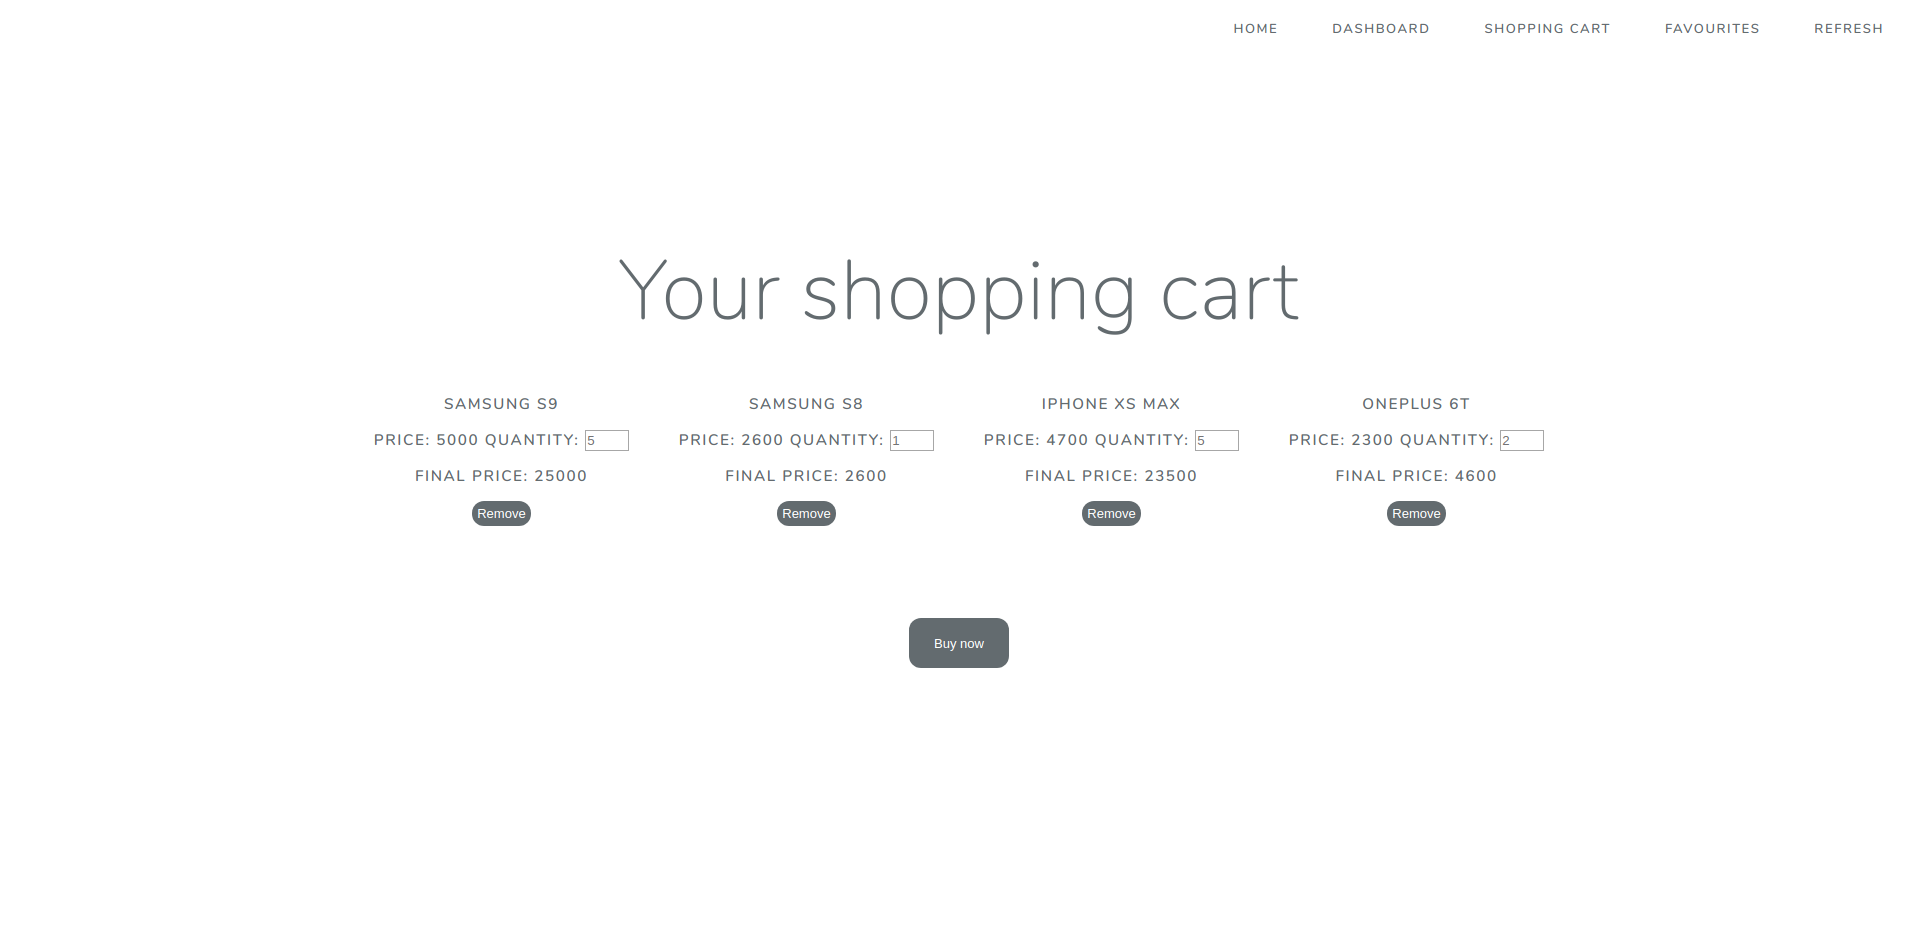 HOME DASHBOARD SHOPPING CART FAVOURITES REFRESH
Your shopping cart
SAMSUNG S9
PRICE: 5000 QUANTITY: 5
FINAL PRICE: 25000
Remove
SAMSUNG S8
PRICE: 2600 QUANTITY: 1
FINAL PRICE: 2600
Remove
IPHONE XS MAX
PRICE: 4700 QUANTITY: 5
FINAL PRICE: 23500
Remove
ONEPLUS 6T
PRICE: 2300 QUANTITY: 2
FINAL PRICE: 4600
Remove
Buy now